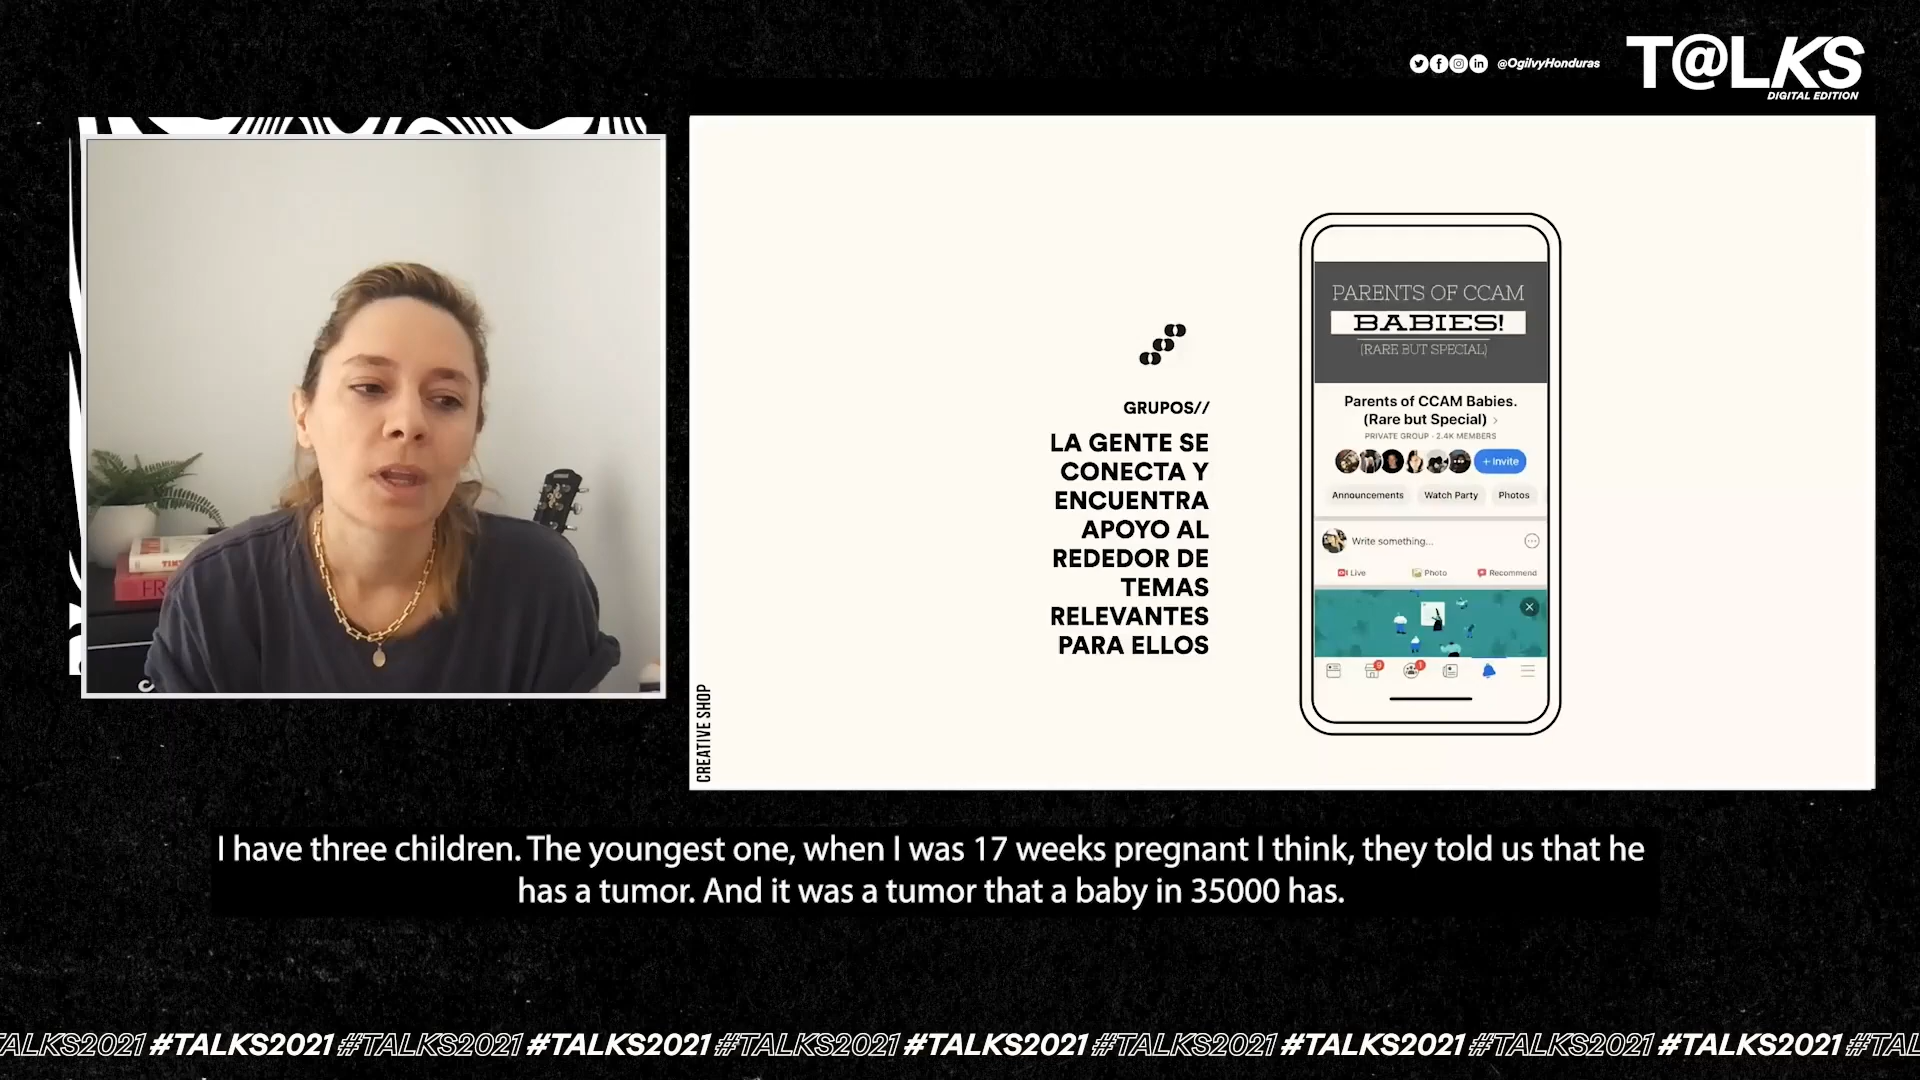 @OgilvyHonduras
T@LKS
DIGITAL EDITION
GRUPOS//
LA GENTE SE
CONECTA Y
ENCUENTRA
APOYO AL
REDEDOR DE
TEMAS
RELEVANTES
PARA ELLOS
CREATIVE SHOP
PARENTS OF CCAM
BABIES!
(RARE BUT SPECIAL)
Parents of CCAM Babies.
(Rare but Special)
PRIVATE GROUP · 2.4K MEMBERS
+ Invite
Announcements Watch Party Photos
Write something...
Live Photo Recommend
9 1
I have three children. The youngest one, when I was 17 weeks pregnant I think, they told us that he
has a tumor. And it was a tumor that a baby in 35000 has.
TALKS2021 #TALKS2021 #TALKS2021 #TALKS2021 #TALKS2021 #TALKS2021 #TALKS2021 #TALKS2021 #TALKS2021 #TALKS2021 #TAL